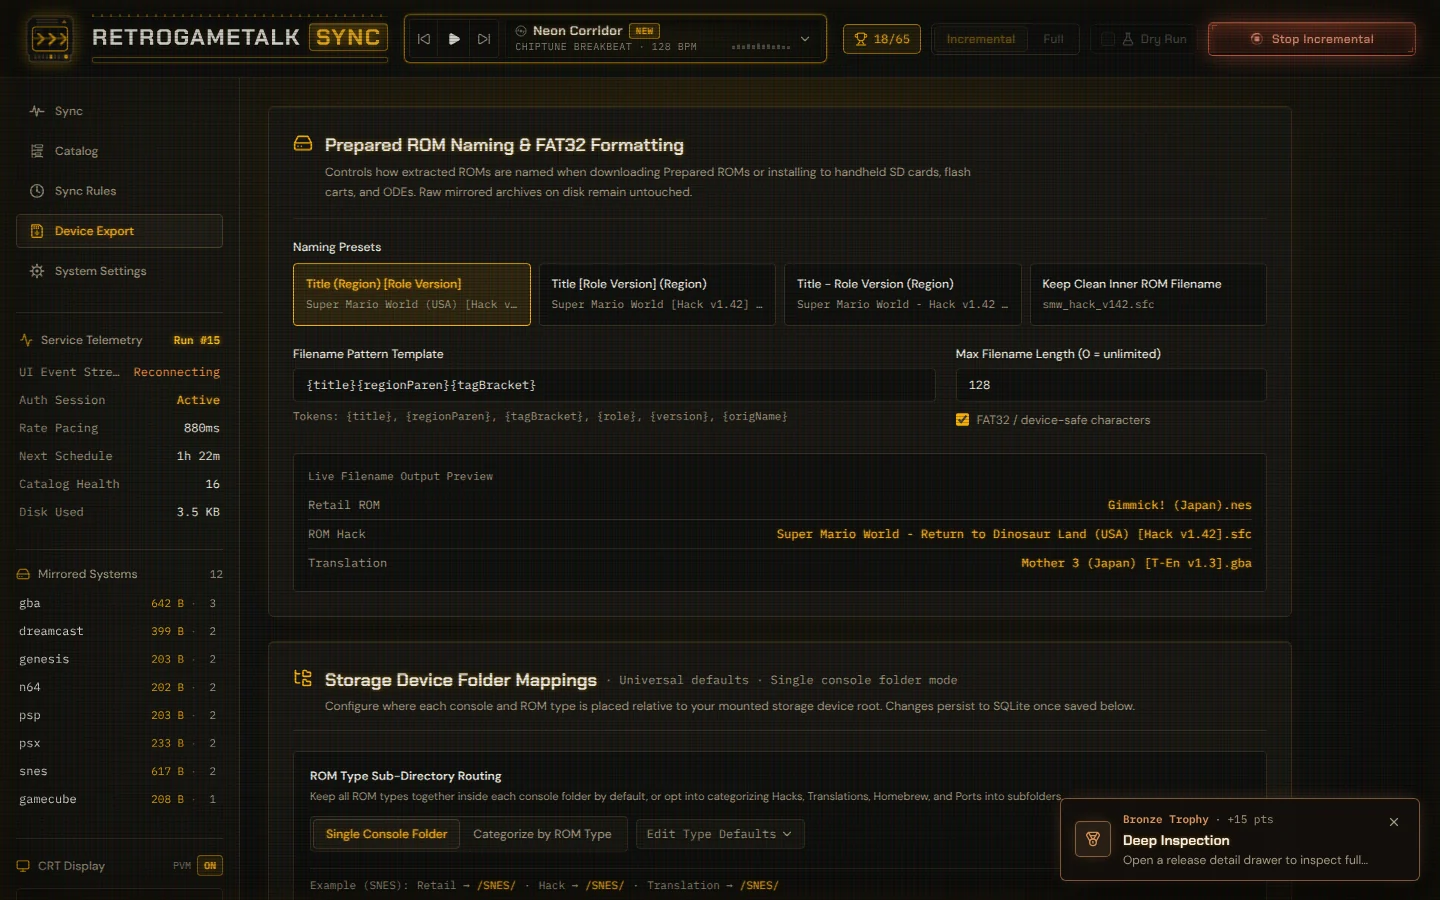 RETROGAMETALK SYNC
Neon Corridor NEW
CHIPTUNE BREAKBEAT · 128 BPM
18/65
Incremental Full
Dry Run
Stop Incremental
Sync
Catalog
Sync Rules
Device Export
System Settings
Service Telemetry Run #15
UI Event Stre… Reconnecting
Auth Session Active
Rate Pacing 880ms
Next Schedule 1h 22m
Catalog Health 16
Disk Used 3.5 KB
Mirrored Systems 12
gba 642 B · 3
dreamcast 399 B · 2
genesis 203 B · 2
n64 202 B · 2
psp 203 B · 2
psx 233 B · 2
snes 617 B · 2
gamecube 208 B · 1
CRT Display PVM ON
Prepared ROM Naming & FAT32 Formatting
Controls how extracted ROMs are named when downloading Prepared ROMs or installing to handheld SD cards, flash
carts, and ODEs. Raw mirrored archives on disk remain untouched.
Naming Presets
Title (Region) [Role Version]
Super Mario World (USA) [Hack v…
Title [Role Version] (Region)
Super Mario World [Hack v1.42] …
Title - Role Version (Region)
Super Mario World - Hack v1.42 …
Keep Clean Inner ROM Filename
smw_hack_v142.sfc
Filename Pattern Template
{title}{regionParen}{tagBracket}
Tokens: {title}, {regionParen}, {tagBracket}, {role}, {version}, {origName}
Max Filename Length (0 = unlimited)
128
FAT32 / device-safe characters
Live Filename Output Preview
Retail ROM Gimmick! (Japan).nes
ROM Hack Super Mario World - Return to Dinosaur Land (USA) [Hack v1.42].sfc
Translation Mother 3 (Japan) [T-En v1.3].gba
Storage Device Folder Mappings · Universal defaults · Single console folder mode
Configure where each console and ROM type is placed relative to your mounted storage device root. Changes persist to SQLite once saved below.
ROM Type Sub-Directory Routing
Keep all ROM types together inside each console folder by default, or opt into categorizing Hacks, Translations, Homebrew, and Ports into subfolders.
Single Console Folder Categorize by ROM Type Edit Type Defaults
Example (SNES): Retail → /SNES/ · Hack → /SNES/ · Translation → /SNES/
Bronze Trophy · +15 pts
Deep Inspection
Open a release detail drawer to inspect full…